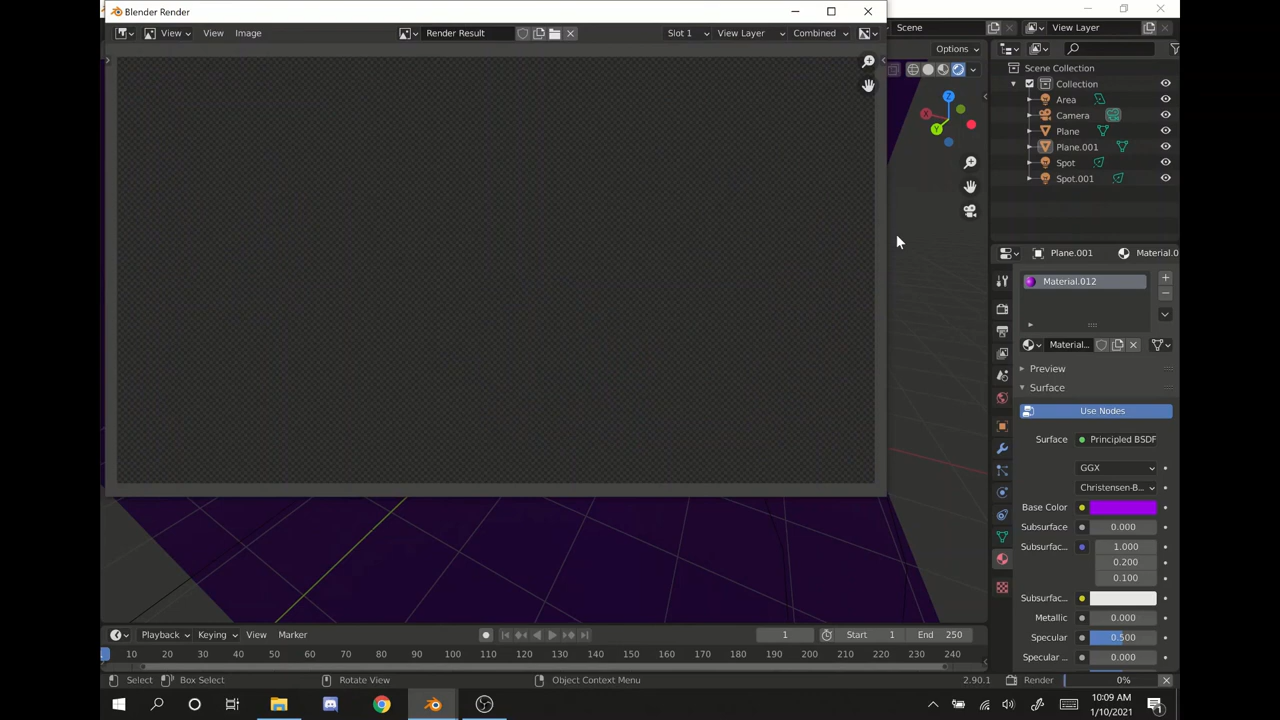 Blender Render
View
View
Image
Render Result
Slot 1
View Layer
Combined
Scene
View Layer
Options
Scene Collection
Collection
Area
Camera
Plane
Plane.001
Spot
Spot.001
X
Y
Z
Plane.001
Material.0
Material.012
Materia...
Preview
Surface
Use Nodes
Surface
Principled BSDF
GGX
Christensen-B...
Base Color
Subsurface
0.000
Subsurfac...
1.000
0.200
0.100
Subsurfac...
Metallic
0.000
Specular
0.500
Specular ...
0.000
Playback
Keying
View
Marker
1
Start
1
End
250
10
20
30
40
50
60
70
80
90
100
110
120
130
140
150
160
170
180
190
200
210
220
230
240
Select
Box Select
Rotate View
Object Context Menu
2.90.1
Render
0%
10:09 AM
1/10/2021